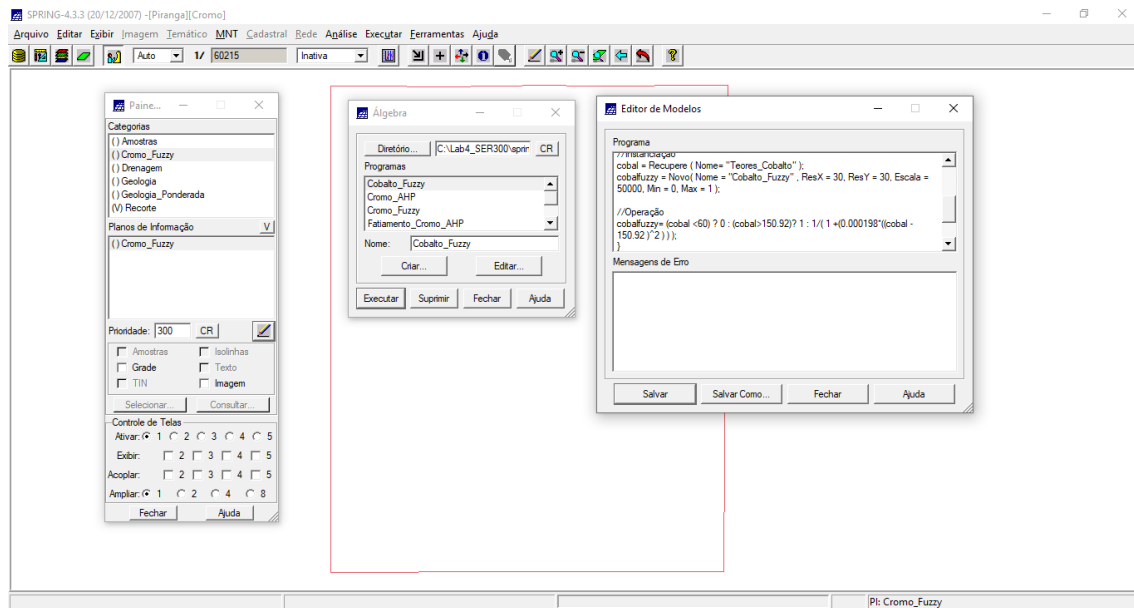 SPRING-4.3.3 (20/12/2007) -[Piranga][Cromo]
Arquivo Editar Exibir Imagem Temático MNT Cadastral Rede Análise Executar Ferramentas Ajuda
Auto 1/ 60215 Inativa
Paine...
Categorias
( ) Amostras
( ) Cromo_Fuzzy
( ) Drenagem
( ) Geologia
( ) Geologia_Ponderada
(V) Recorte
Planos de Informação V
( ) Cromo_Fuzzy
Prioridade: 300 CR
Amostras Isolinhas
Grade Texto
TIN Imagem
Selecionar... Consultar...
Controle de Telas
Ativar: 1 2 3 4 5
Exibir: 2 3 4 5
Acoplar: 2 3 4 5
Ampliar: 1 2 4 8
Fechar Ajuda
Álgebra
Diretório... C:\Lab4_SER300\sprin CR
Programas
Cobalto_Fuzzy
Cromo_AHP
Cromo_Fuzzy
Fatiamento_Cromo_AHP
Nome: Cobalto_Fuzzy
Criar... Editar...
Executar Suprimir Fechar Ajuda
Editor de Modelos
Programa
//Instanciação
cobal = Recupere ( Nome= "Teores_Cobalto" );
cobalfuzzy = Novo( Nome = "Cobalto_Fuzzy" , ResX = 30, ResY = 30, Escala =
50000, Min = 0, Max = 1 );
//Operação
cobalfuzzy= (cobal <60) ? 0 : (cobal>150.92)? 1 : 1/( 1 +(0.000198*((cobal -
150.92 )^2 ) ) );
}
Mensagens de Erro
Salvar Salvar Como... Fechar Ajuda
PI: Cromo_Fuzzy